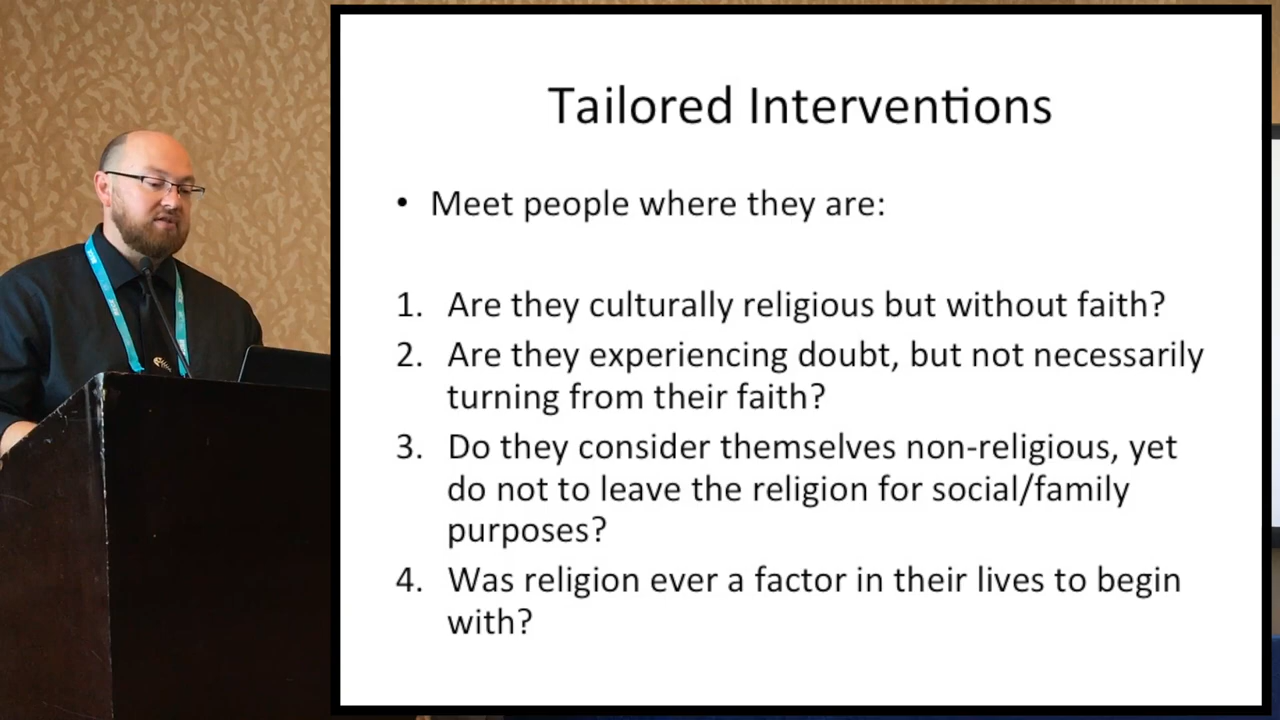 Tailored Interventions
• Meet people where they are:
1. Are they culturally religious but without faith?
2. Are they experiencing doubt, but not necessarily
turning from their faith?
3. Do they consider themselves non-religious, yet
do not to leave the religion for social/family
purposes?
4. Was religion ever a factor in their lives to begin
with?